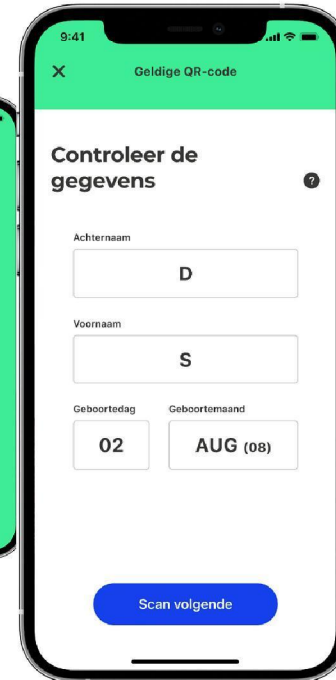 9:41
Geldige QR-code
Controleer de
gegevens
?
Achternaam
D
Voornaam
S
Geboortedag Geboortemaand
02 AUG (08)
Scan volgende